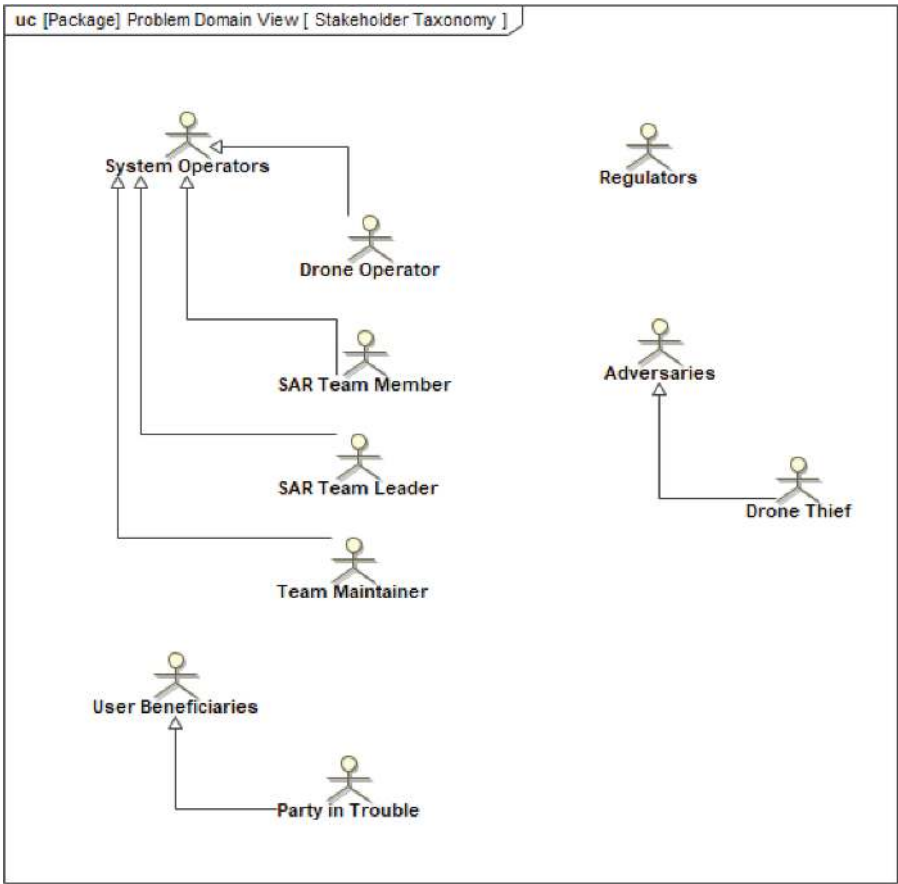 uc [Package] Problem Domain View [ Stakeholder Taxonomy ]
System Operators
Regulators
Drone Operator
SAR Team Member
Adversaries
SAR Team Leader
Drone Thief
Team Maintainer
User Beneficiaries
Party in Trouble